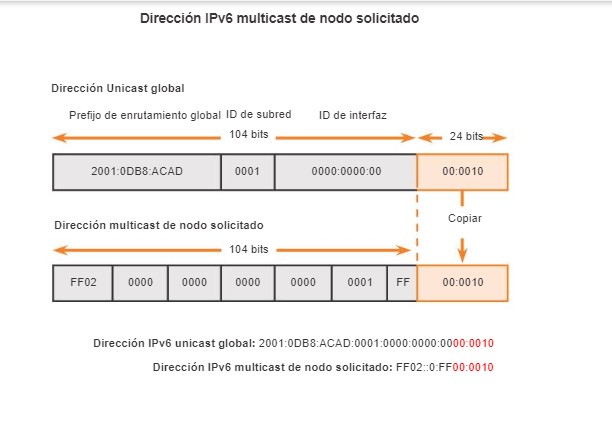 Dirección IPv6 multicast de nodo solicitado
Dirección Unicast global
Prefijo de enrutamiento global ID de subred ID de interfaz
104 bits 24 bits
2001:0DB8:ACAD 0001 0000:0000:00 00:0010
Copiar
Dirección multicast de nodo solicitado
104 bits
FF02 0000 0000 0000 0000 0001 FF 00:0010
Dirección IPv6 unicast global: 2001:0DB8:ACAD:0001:0000:0000:0000:0010
Dirección IPv6 multicast de nodo solicitado: FF02::0:FF00:0010